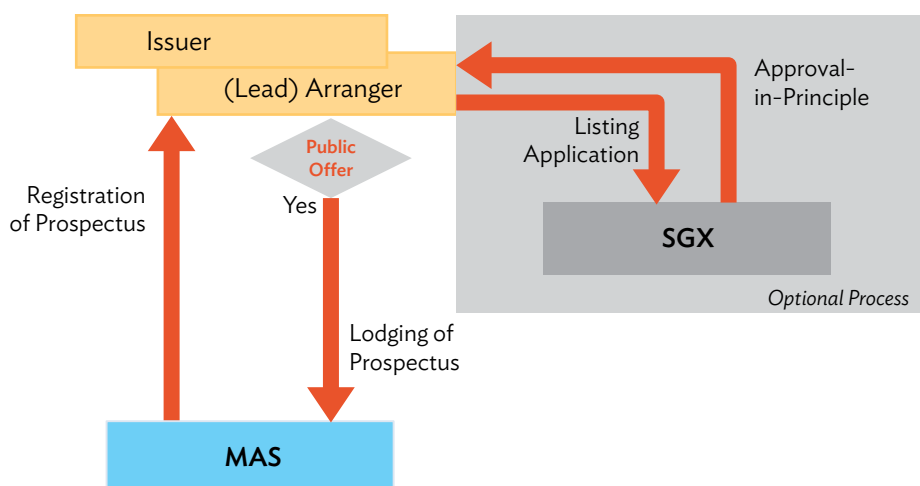 Issuer
(Lead) Arranger
Approval-
in-Principle
Listing
Application
Public
Offer
Yes
Registration
of Prospectus
SGX
Optional Process
Lodging of
Prospectus
MAS